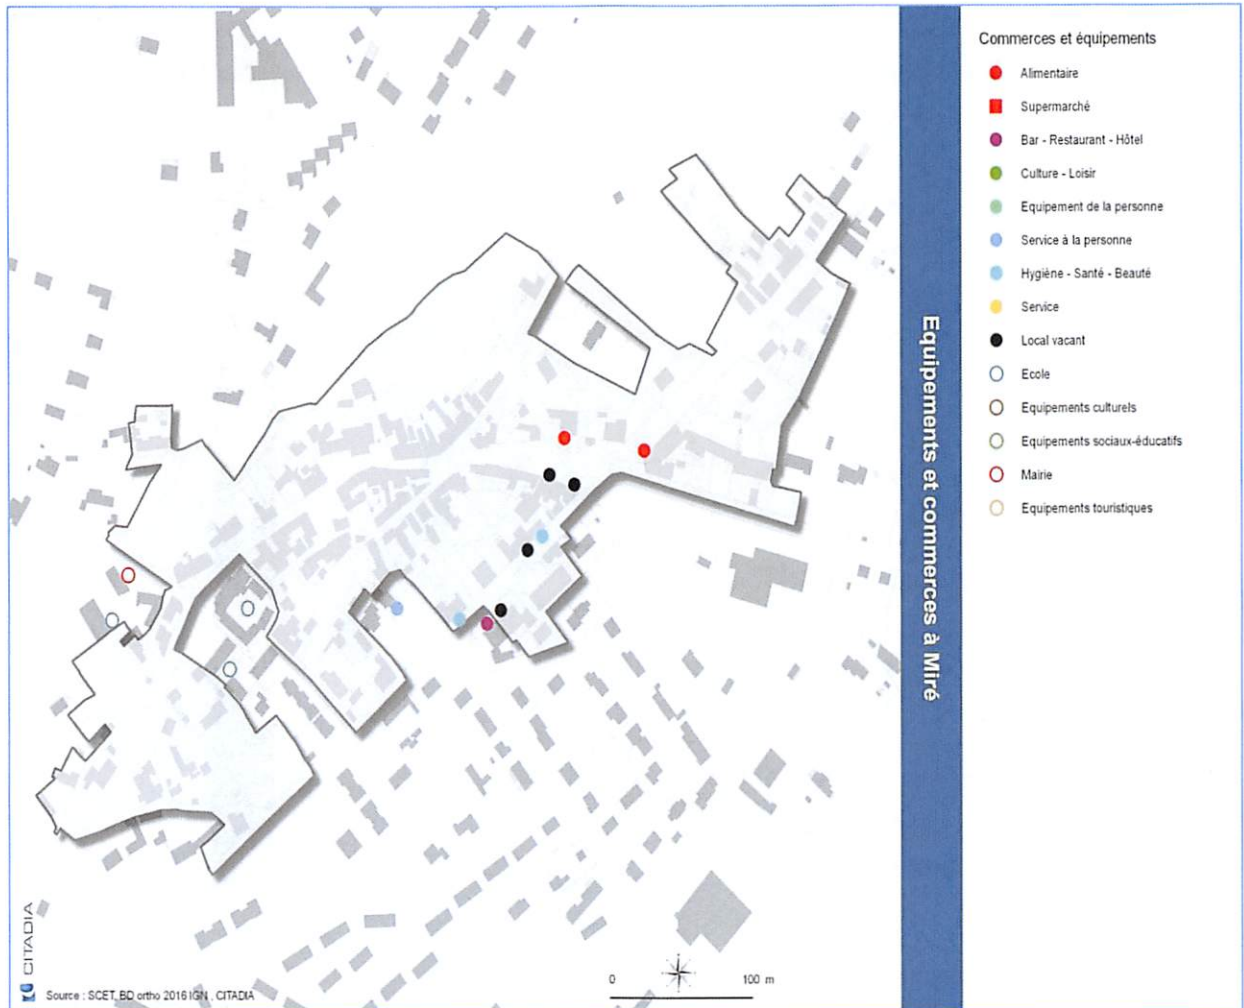 Commerces et équipements
Alimentaire
Supermarché
Bar - Restaurant - Hôtel
Culture - Loisir
Equipement de la personne
Service à la personne
Hygiène - Santé - Beauté
Service
Local vacant
Ecole
Equipements culturels
Equipements sociaux-éducatifs
Mairie
Equipements touristiques
Equipements et commerces à Miré
CITADIA
Source : SCET, BD ortho 2016 IGN , CITADIA
0 100 m